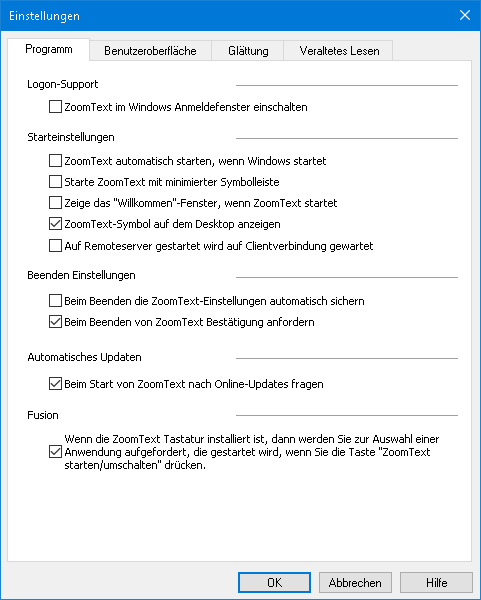 Einstellungen
Programm
Benutzeroberfläche
Glättung
Veraltetes Lesen
Logon-Support
ZoomText im Windows Anmeldefenster einschalten
Starteinstellungen
ZoomText automatisch starten, wenn Windows startet
Starte ZoomText mit minimierter Symbolleiste
Zeige das "Willkommen"-Fenster, wenn ZoomText startet
ZoomText-Symbol auf dem Desktop anzeigen
Auf Remoteserver gestartet wird auf Clientverbindung gewartet
Beenden Einstellungen
Beim Beenden die ZoomText-Einstellungen automatisch sichern
Beim Beenden von ZoomText Bestätigung anfordern
Automatisches Updaten
Beim Start von ZoomText nach Online-Updates fragen
Fusion
Wenn die ZoomText Tastatur installiert ist, dann werden Sie zur Auswahl einer
Anwendung aufgefordert, die gestartet wird, wenn Sie die Taste "ZoomText
starten/umschalten" drücken.
OK
Abbrechen
Hilfe